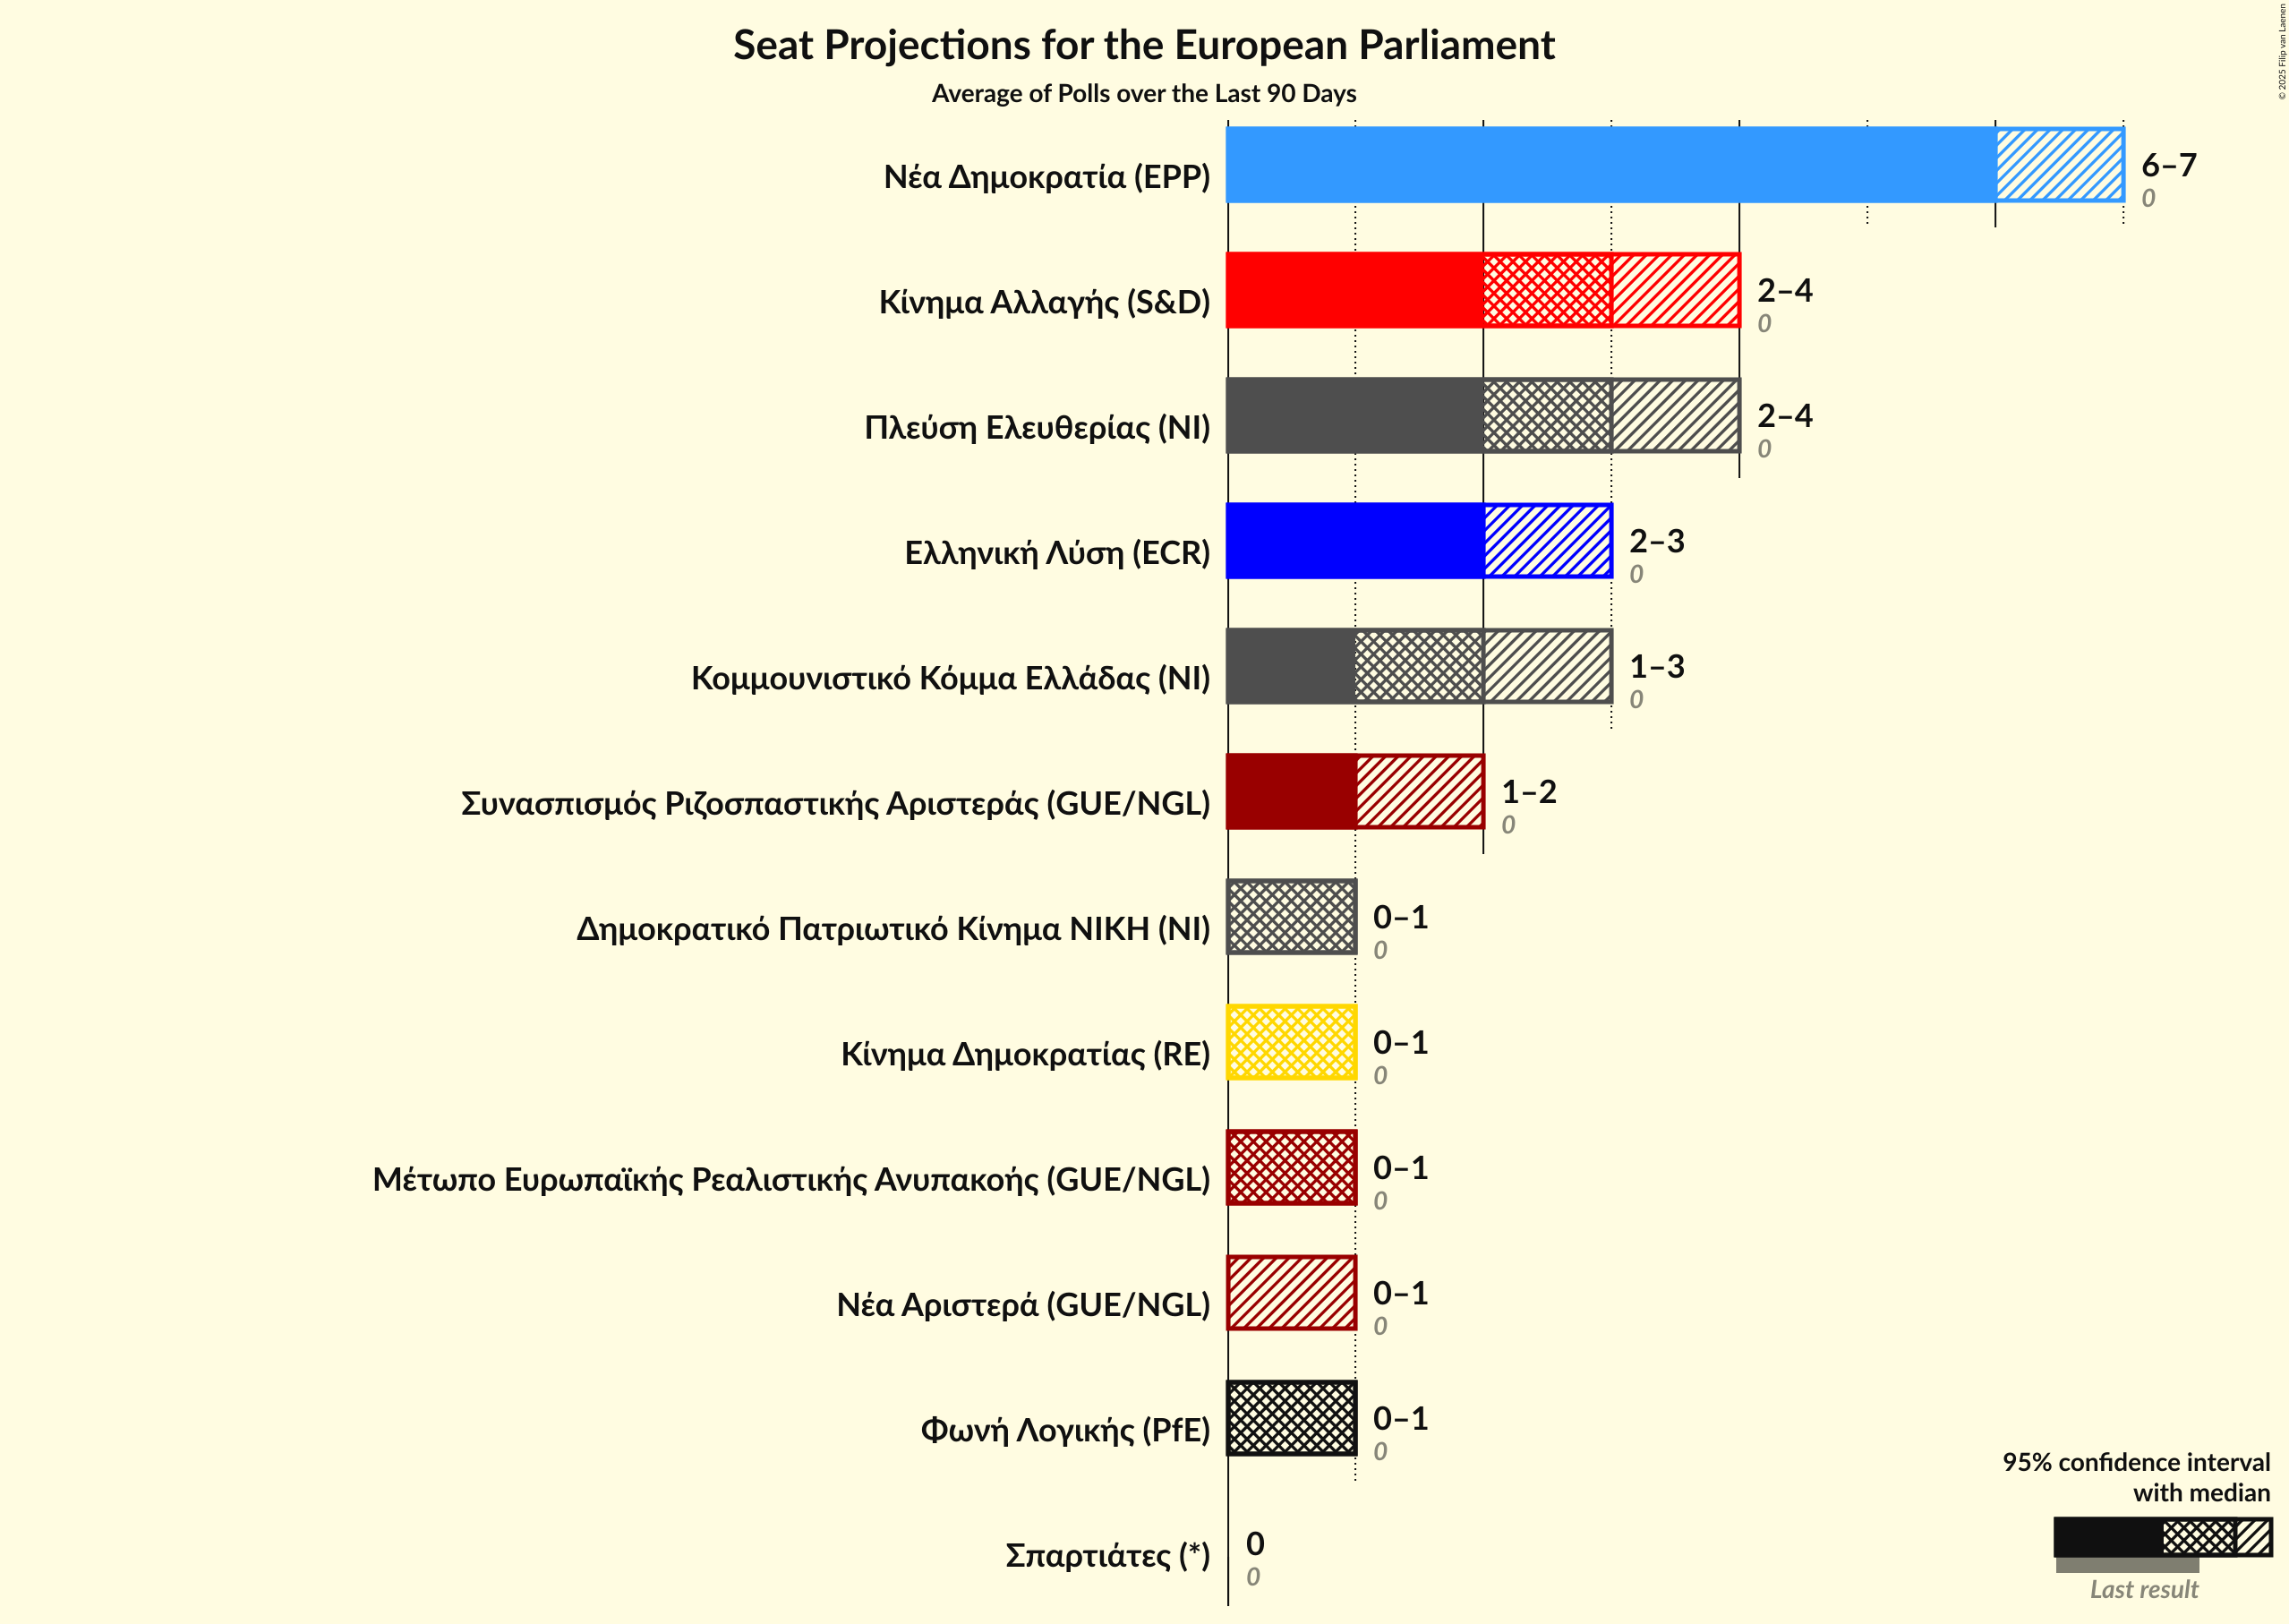 Seat Projections for the European Parliament
Average of Polls over the Last 90 Days
© 2025 Filip van Laenen
Νέα Δημοκρατία (EPP)
6–7
0
Κίνημα Αλλαγής (S&D)
2–4
0
Πλεύση Ελευθερίας (NI)
2–4
0
Ελληνική Λύση (ECR)
2–3
0
Κομμουνιστικό Κόμμα Ελλάδας (NI)
1–3
0
Συνασπισμός Ριζοσπαστικής Αριστεράς (GUE/NGL)
1–2
0
Δημοκρατικό Πατριωτικό Κίνημα ΝΙΚΗ (NI)
0–1
0
Κίνημα Δημοκρατίας (RE)
0–1
0
Μέτωπο Ευρωπαϊκής Ρεαλιστικής Ανυπακοής (GUE/NGL)
0–1
0
Νέα Αριστερά (GUE/NGL)
0–1
0
Φωνή Λογικής (PfE)
0–1
0
Σπαρτιάτες (*)
0
0
95% confidence interval
with median
Last result